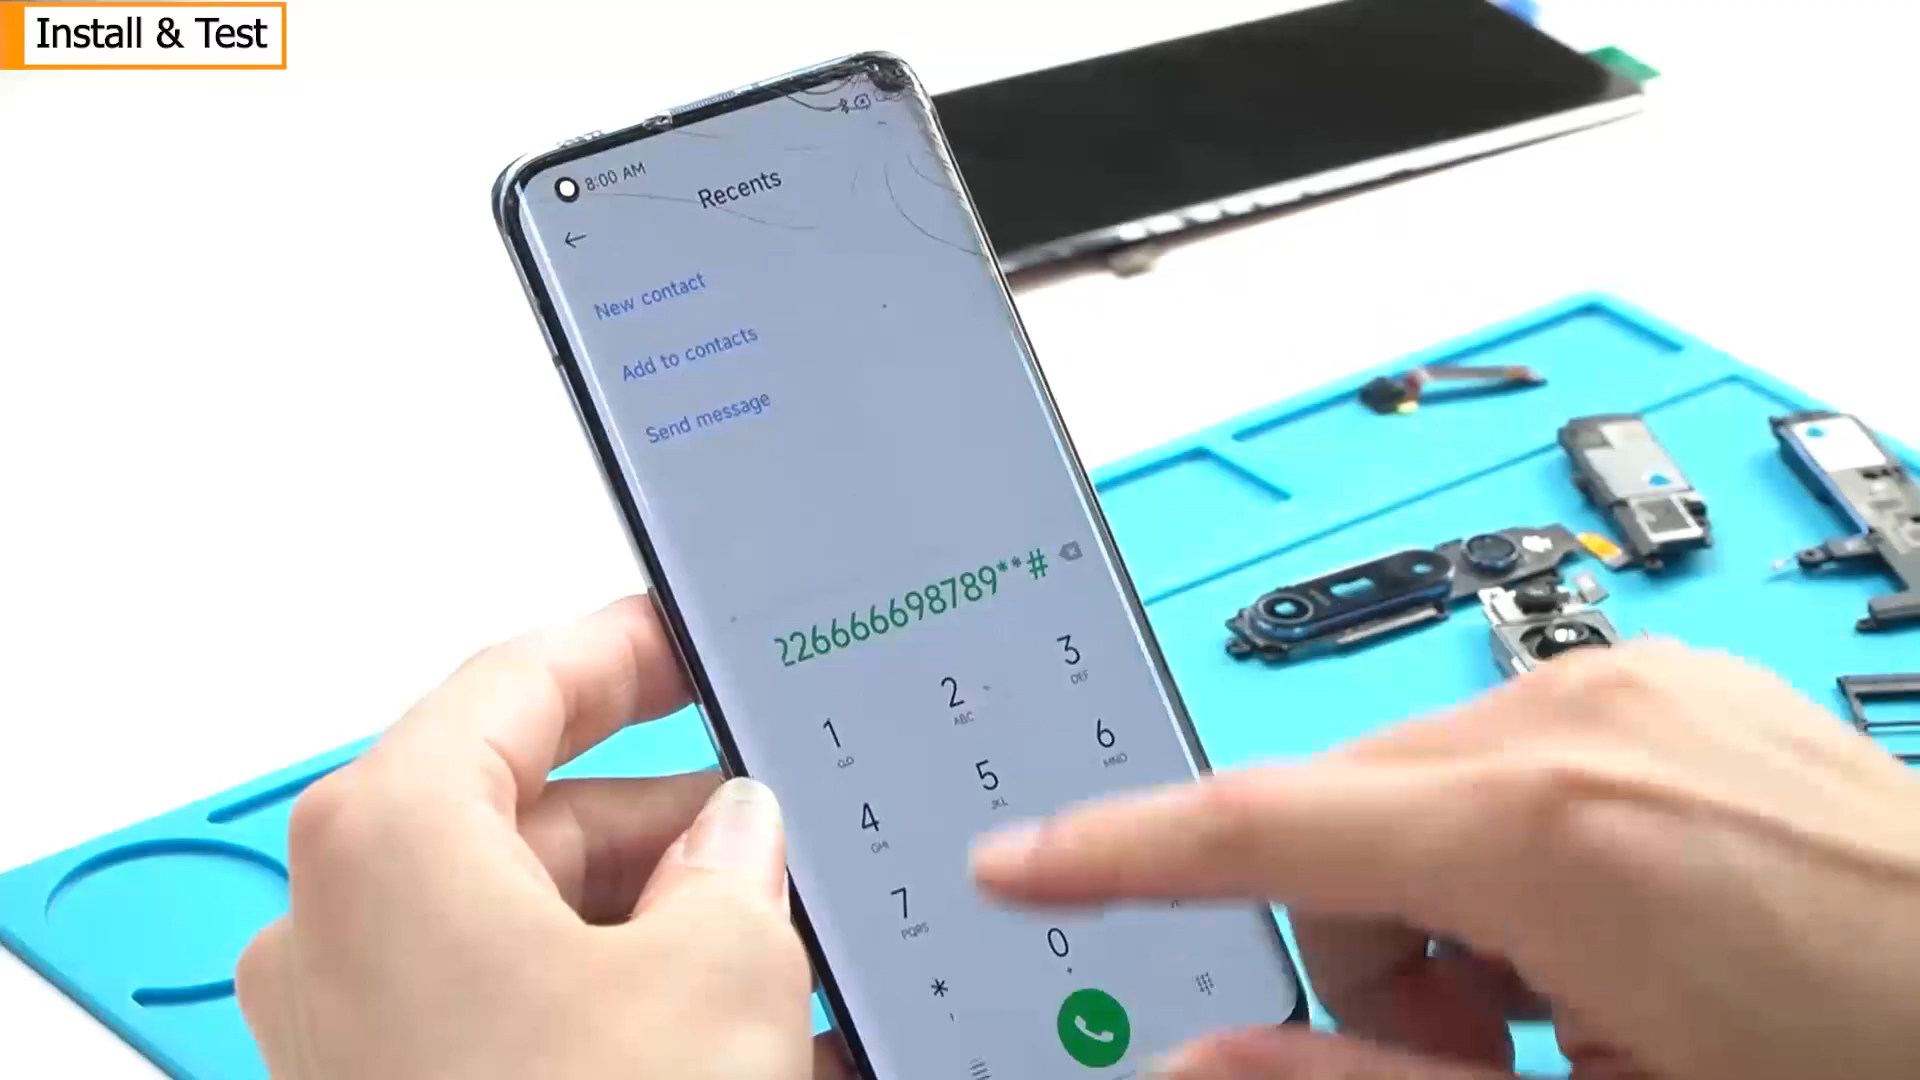 Install & Test
8:00 AM
Recents
New contact
Add to contacts
Send message
226666698789**#
1 2 ABC 3 DEF
4 GHI 5 JKL 6 MNO
7 PQRS
* 0 +